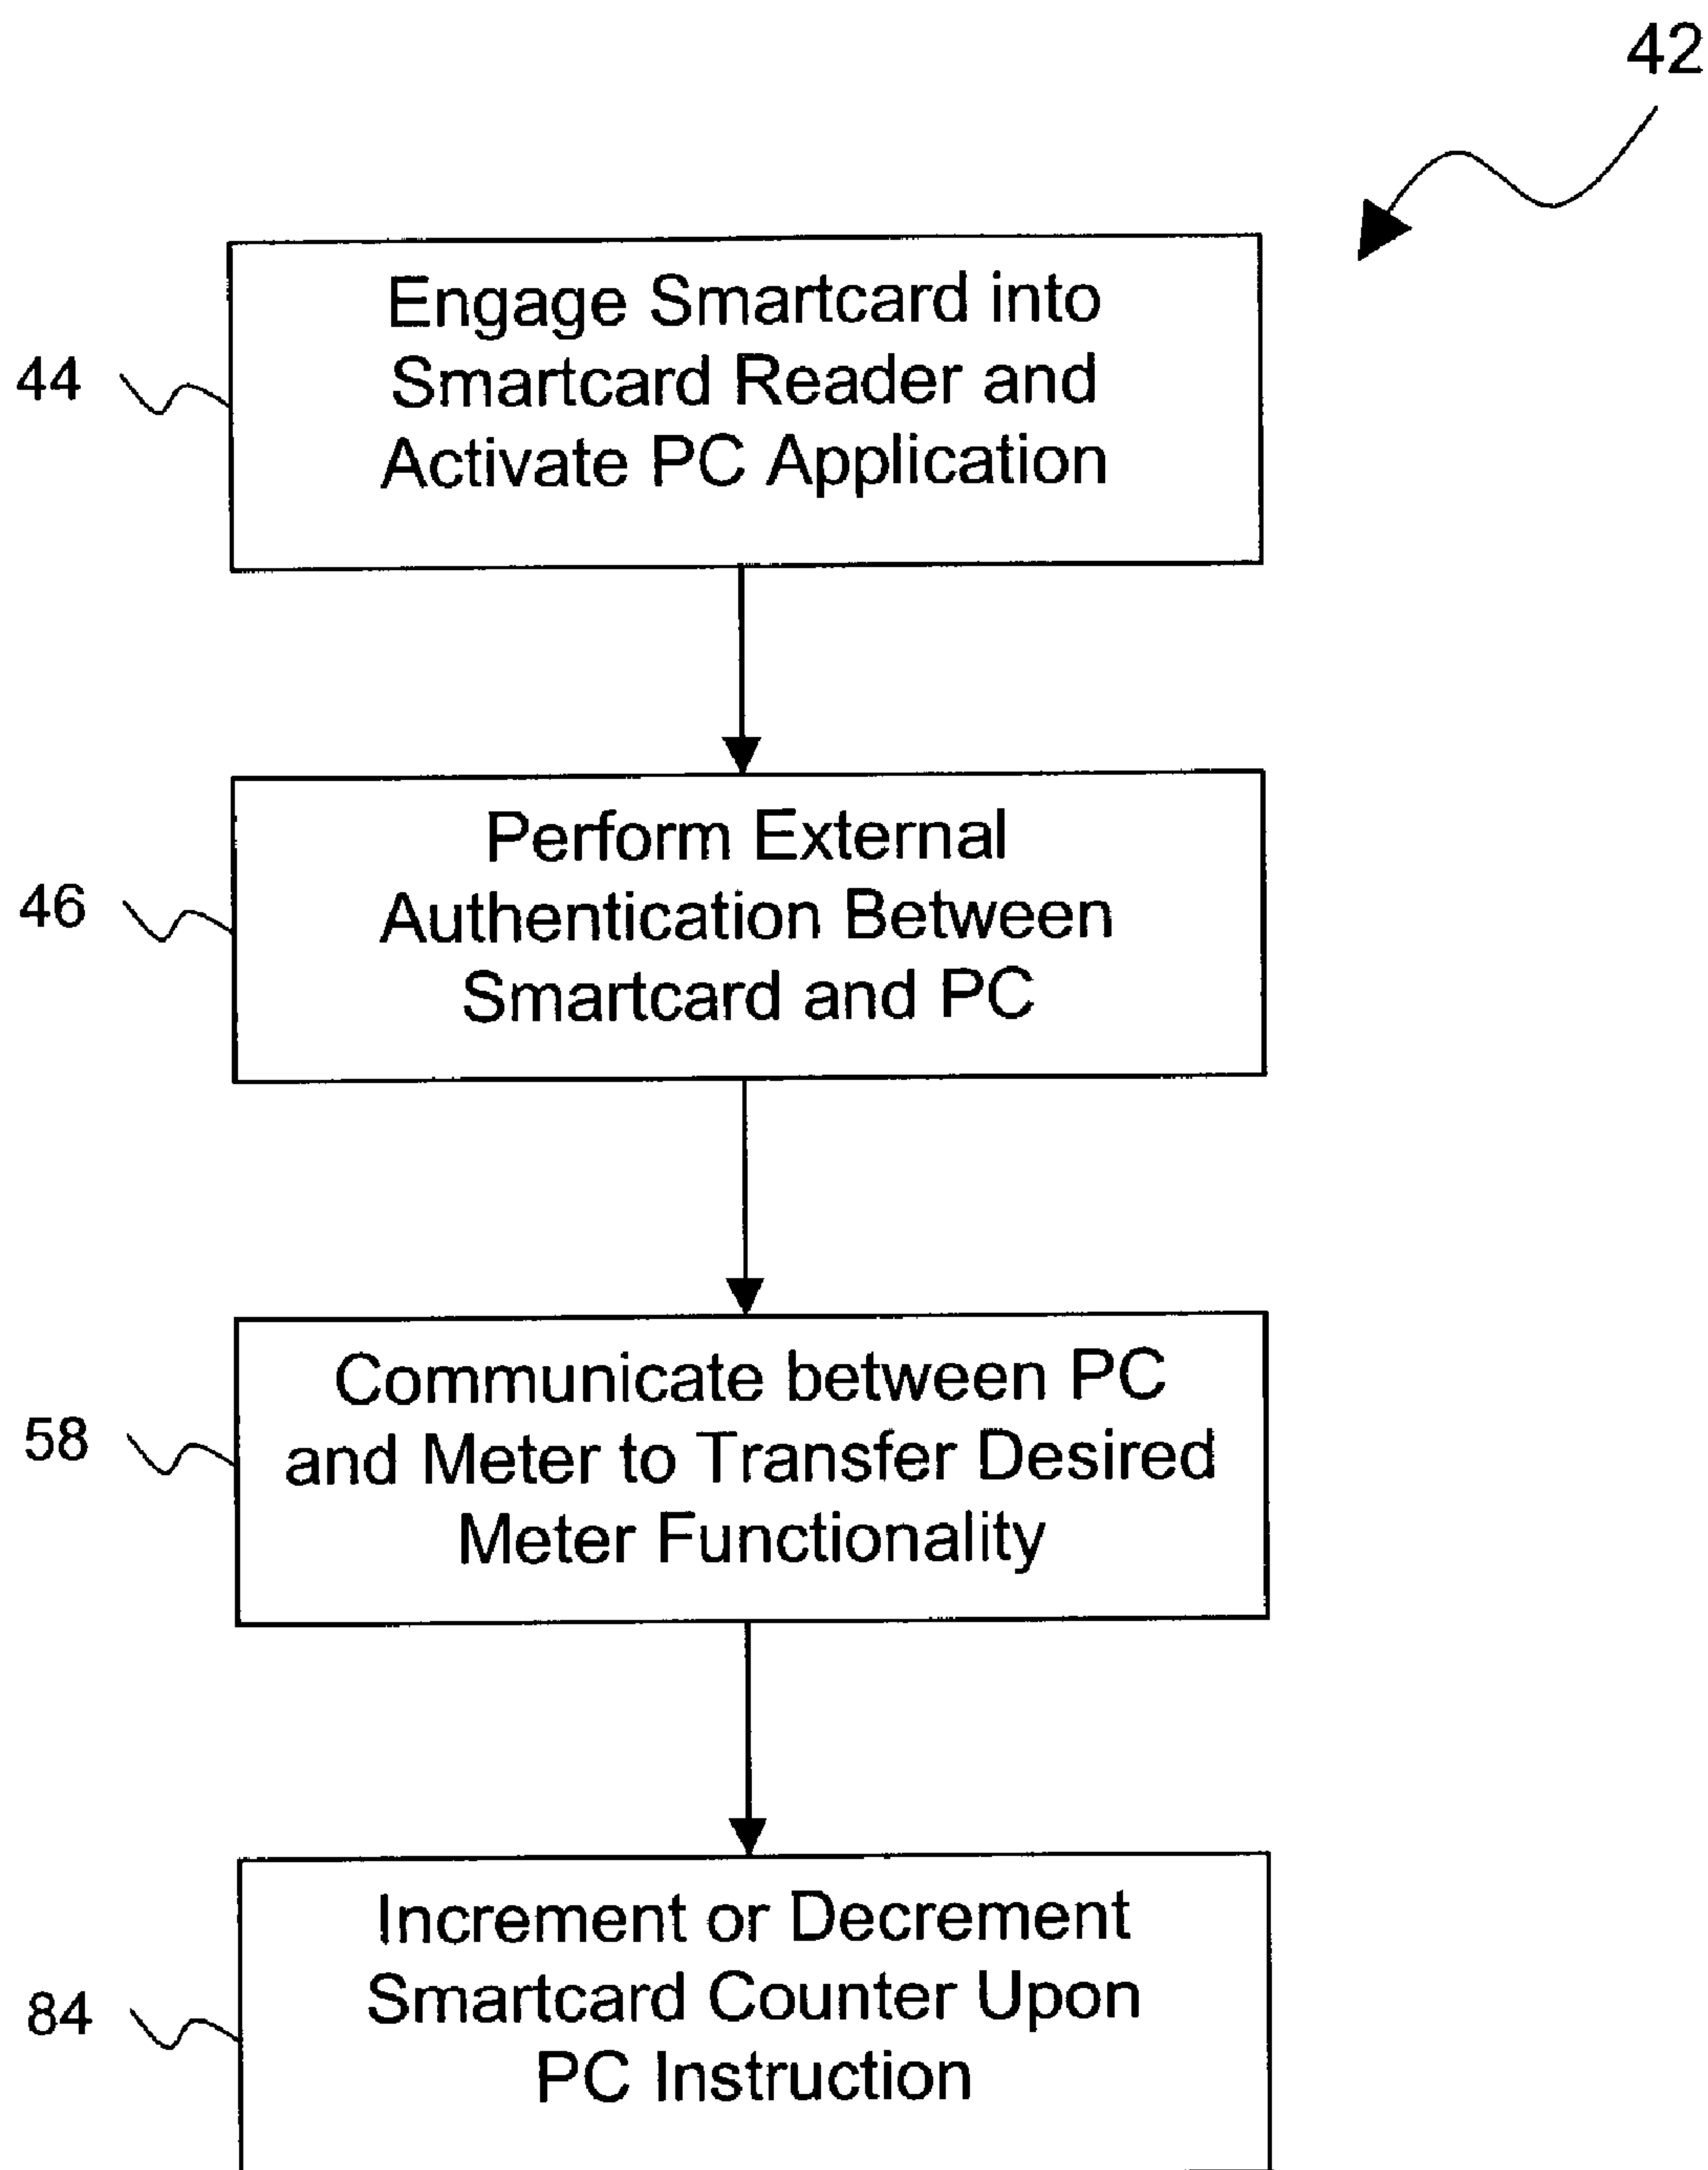 42
44
Engage Smartcard into
Smartcard Reader and
Activate PC Application
46
Perform External
Authentication Between
Smartcard and PC
58
Communicate between PC
and Meter to Transfer Desired
Meter Functionality
84
Increment or Decrement
Smartcard Counter Upon
PC Instruction